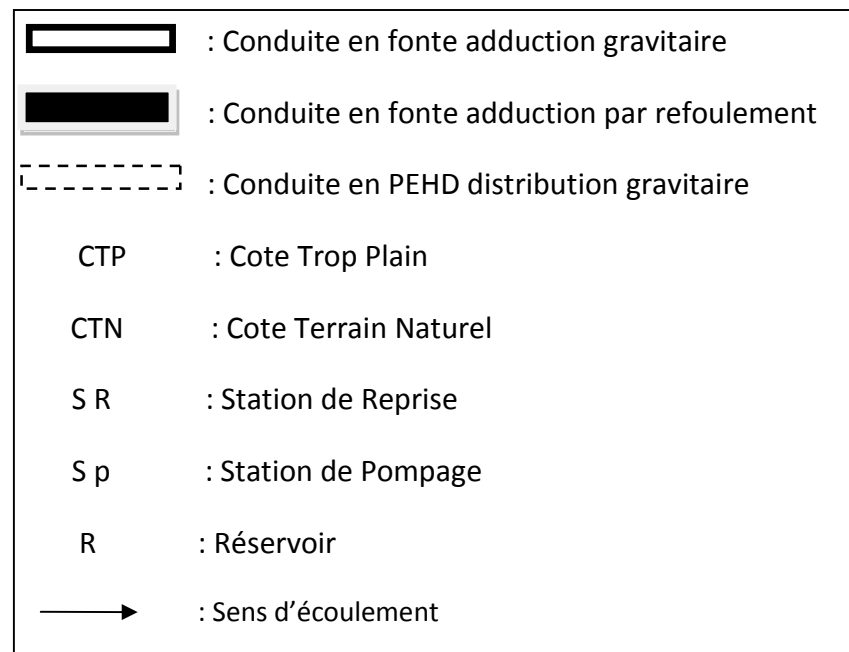 : Conduite en fonte adduction gravitaire
: Conduite en fonte adduction par refoulement
: Conduite en PEHD distribution gravitaire
CTP : Cote Trop Plain
CTN : Cote Terrain Naturel
S R : Station de Reprise
S p : Station de Pompage
R : Réservoir
: Sens d’écoulement